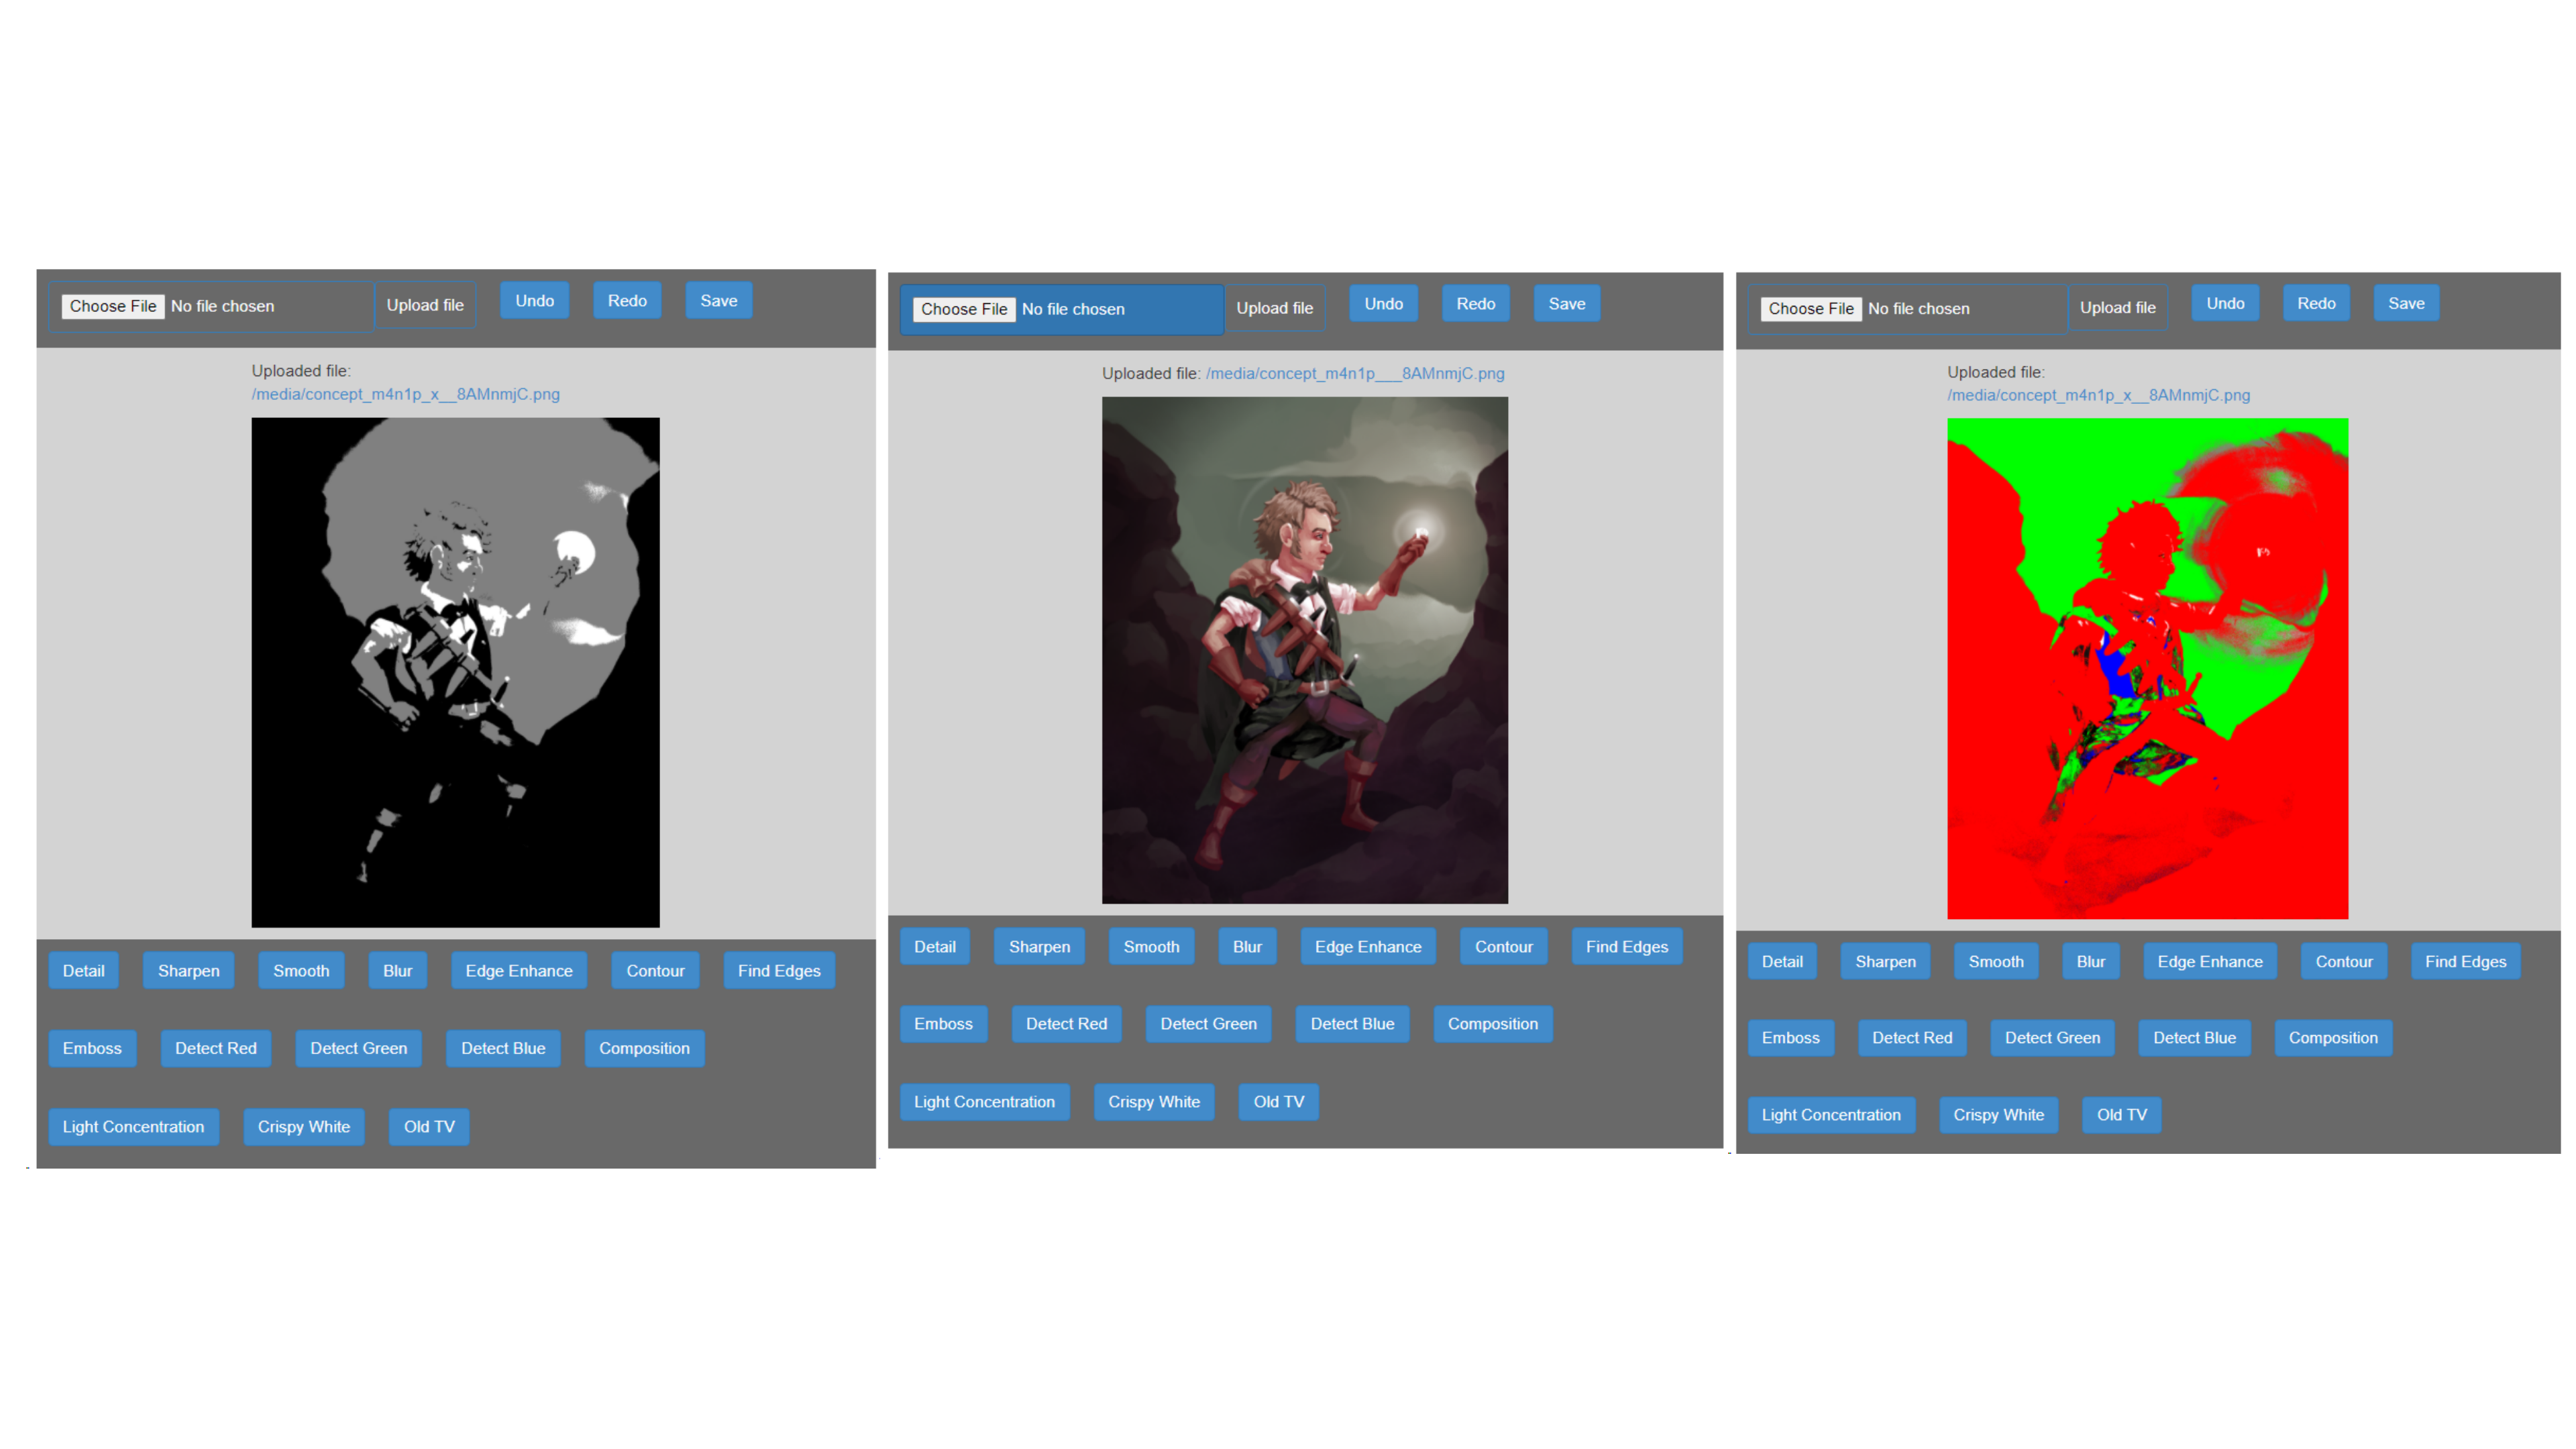 Choose File No file chosen Upload file Undo Redo Save
Uploaded file:
/media/concept_m4n1p_x__8AMnmjC.png
Detail Sharpen Smooth Blur Edge Enhance Contour Find Edges
Emboss Detect Red Detect Green Detect Blue Composition
Light Concentration Crispy White Old TV
Choose File No file chosen Upload file Undo Redo Save
Uploaded file: /media/concept_m4n1p___8AMnmjC.png
Detail Sharpen Smooth Blur Edge Enhance Contour Find Edges
Emboss Detect Red Detect Green Detect Blue Composition
Light Concentration Crispy White Old TV
Choose File No file chosen Upload file Undo Redo Save
Uploaded file:
/media/concept_m4n1p_x__8AMnmjC.png
Detail Sharpen Smooth Blur Edge Enhance Contour Find Edges
Emboss Detect Red Detect Green Detect Blue Composition
Light Concentration Crispy White Old TV